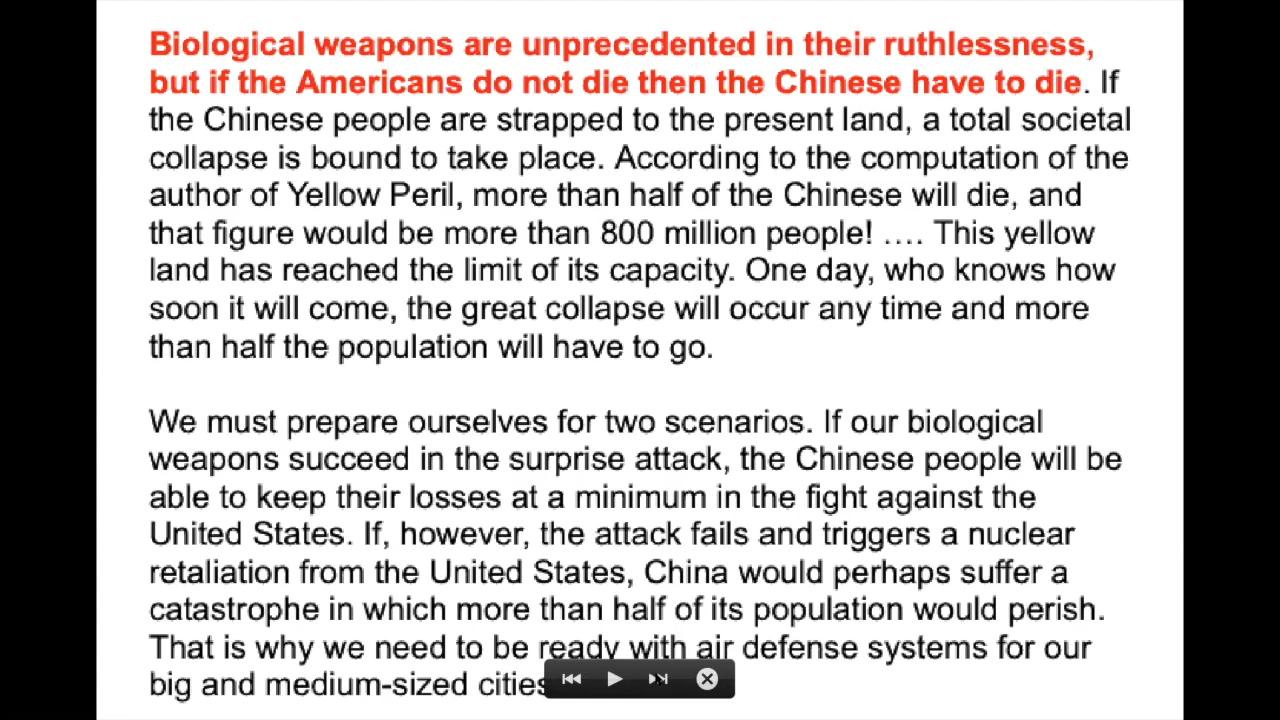 Biological weapons are unprecedented in their ruthlessness,
but if the Americans do not die then the Chinese have to die. If
the Chinese people are strapped to the present land, a total societal
collapse is bound to take place. According to the computation of the
author of Yellow Peril, more than half of the Chinese will die, and
that figure would be more than 800 million people! .... This yellow
land has reached the limit of its capacity. One day, who knows how
soon it will come, the great collapse will occur any time and more
than half the population will have to go.
We must prepare ourselves for two scenarios. If our biological
weapons succeed in the surprise attack, the Chinese people will be
able to keep their losses at a minimum in the fight against the
United States. If, however, the attack fails and triggers a nuclear
retaliation from the United States, China would perhaps suffer a
catastrophe in which more than half of its population would perish.
That is why we need to be ready with air defense systems for our
big and medium-sized cities